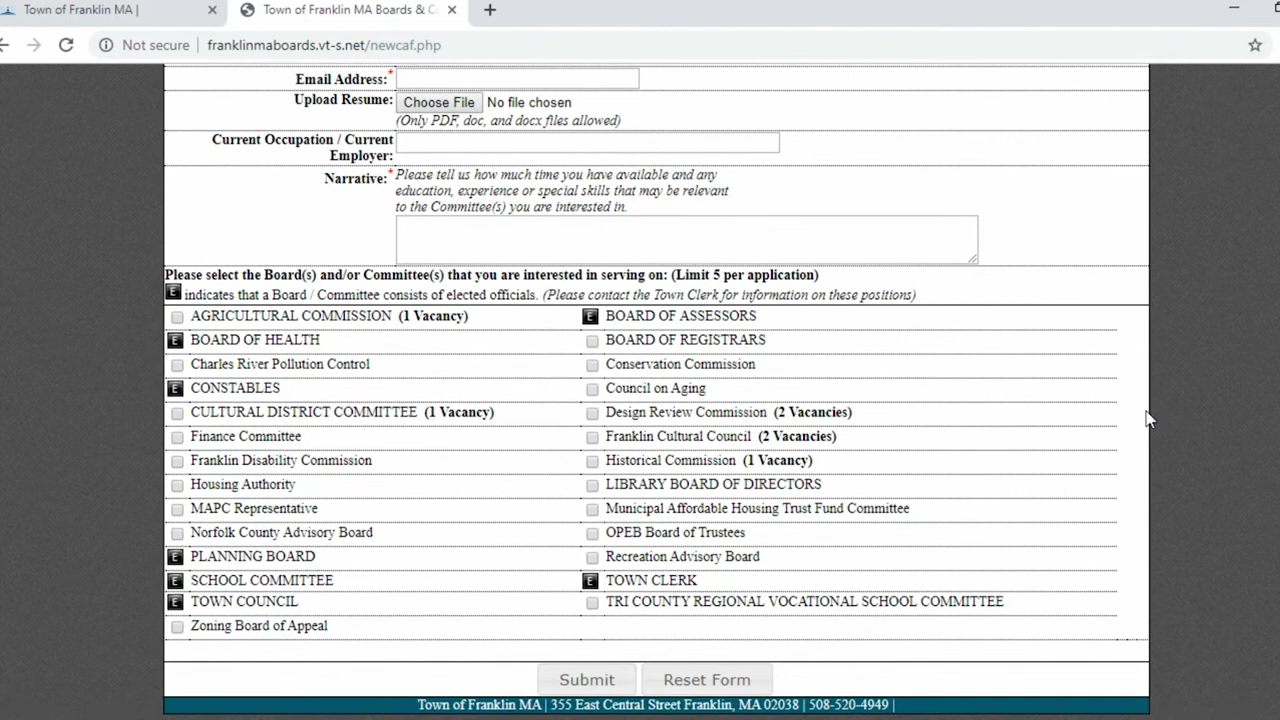 Town of Franklin MA |
Town of Franklin MA Boards & C
Not secure | franklinmaboards.vt-s.net/newcaf.php
Email Address:*
Upload Resume: Choose File No file chosen
(Only PDF, doc, and docx files allowed)
Current Occupation / Current
Employer:
Narrative:* Please tell us how much time you have available and any
education, experience or special skills that may be relevant
to the Committee(s) you are interested in.
Please select the Board(s) and/or Committee(s) that you are interested in serving on: (Limit 5 per application)
E indicates that a Board / Committee consists of elected officials. (Please contact the Town Clerk for information on these positions)
AGRICULTURAL COMMISSION (1 Vacancy) E BOARD OF ASSESSORS
E BOARD OF HEALTH BOARD OF REGISTRARS
Charles River Pollution Control Conservation Commission
E CONSTABLES Council on Aging
CULTURAL DISTRICT COMMITTEE (1 Vacancy) Design Review Commission (2 Vacancies)
Finance Committee Franklin Cultural Council (2 Vacancies)
Franklin Disability Commission Historical Commission (1 Vacancy)
Housing Authority LIBRARY BOARD OF DIRECTORS
MAPC Representative Municipal Affordable Housing Trust Fund Committee
Norfolk County Advisory Board OPEB Board of Trustees
E PLANNING BOARD Recreation Advisory Board
E SCHOOL COMMITTEE E TOWN CLERK
E TOWN COUNCIL TRI COUNTY REGIONAL VOCATIONAL SCHOOL COMMITTEE
Zoning Board of Appeal
Submit Reset Form
Town of Franklin MA | 355 East Central Street Franklin, MA 02038 | 508-520-4949 |